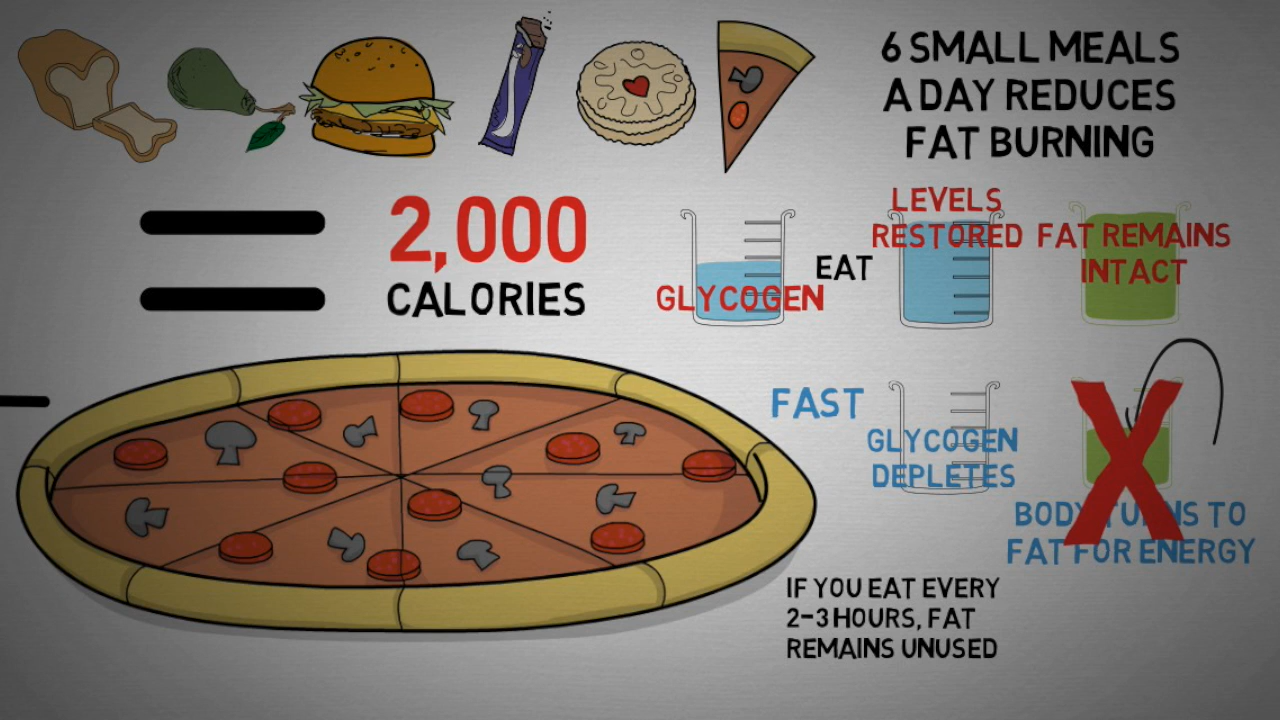 6 SMALL MEALS
A DAY REDUCES
FAT BURNING
2,000
CALORIES
GLYCOGEN
EAT
LEVELS
RESTORED
FAT REMAINS
INTACT
FAST
GLYCOGEN
DEPLETES
BODY TURNS TO
FAT FOR ENERGY
IF YOU EAT EVERY
2-3 HOURS, FAT
REMAINS UNUSED